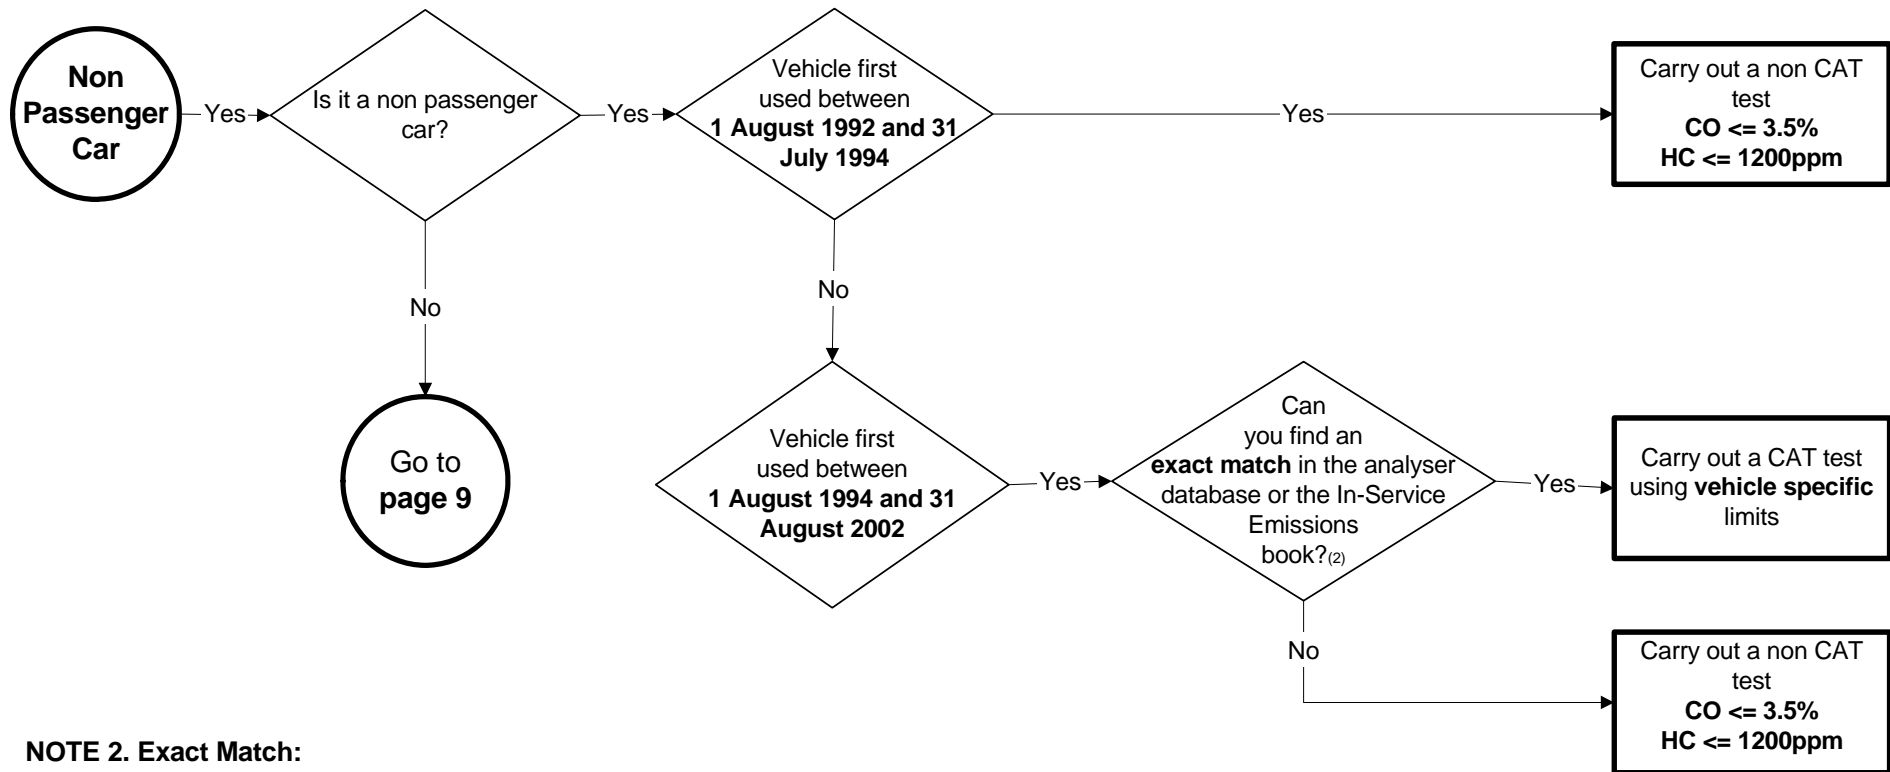 Non
Passenger
Car
Yes
Is it a non passenger
car?
Yes
Vehicle first
used between
1 August 1992 and 31
July 1994
Yes
Carry out a non CAT
test
CO <= 3.5%
HC <= 1200ppm
No
No
Go to
page 9
Vehicle first
used between
1 August 1994 and 31
August 2002
Yes
Can
you find an
exact match in the analyser
database or the In-Service
Emissions
book?(2)
Yes
Carry out a CAT test
using vehicle specific
limits
No
Carry out a non CAT
test
CO <= 3.5%
HC <= 1200ppm
NOTE 2. Exact Match: